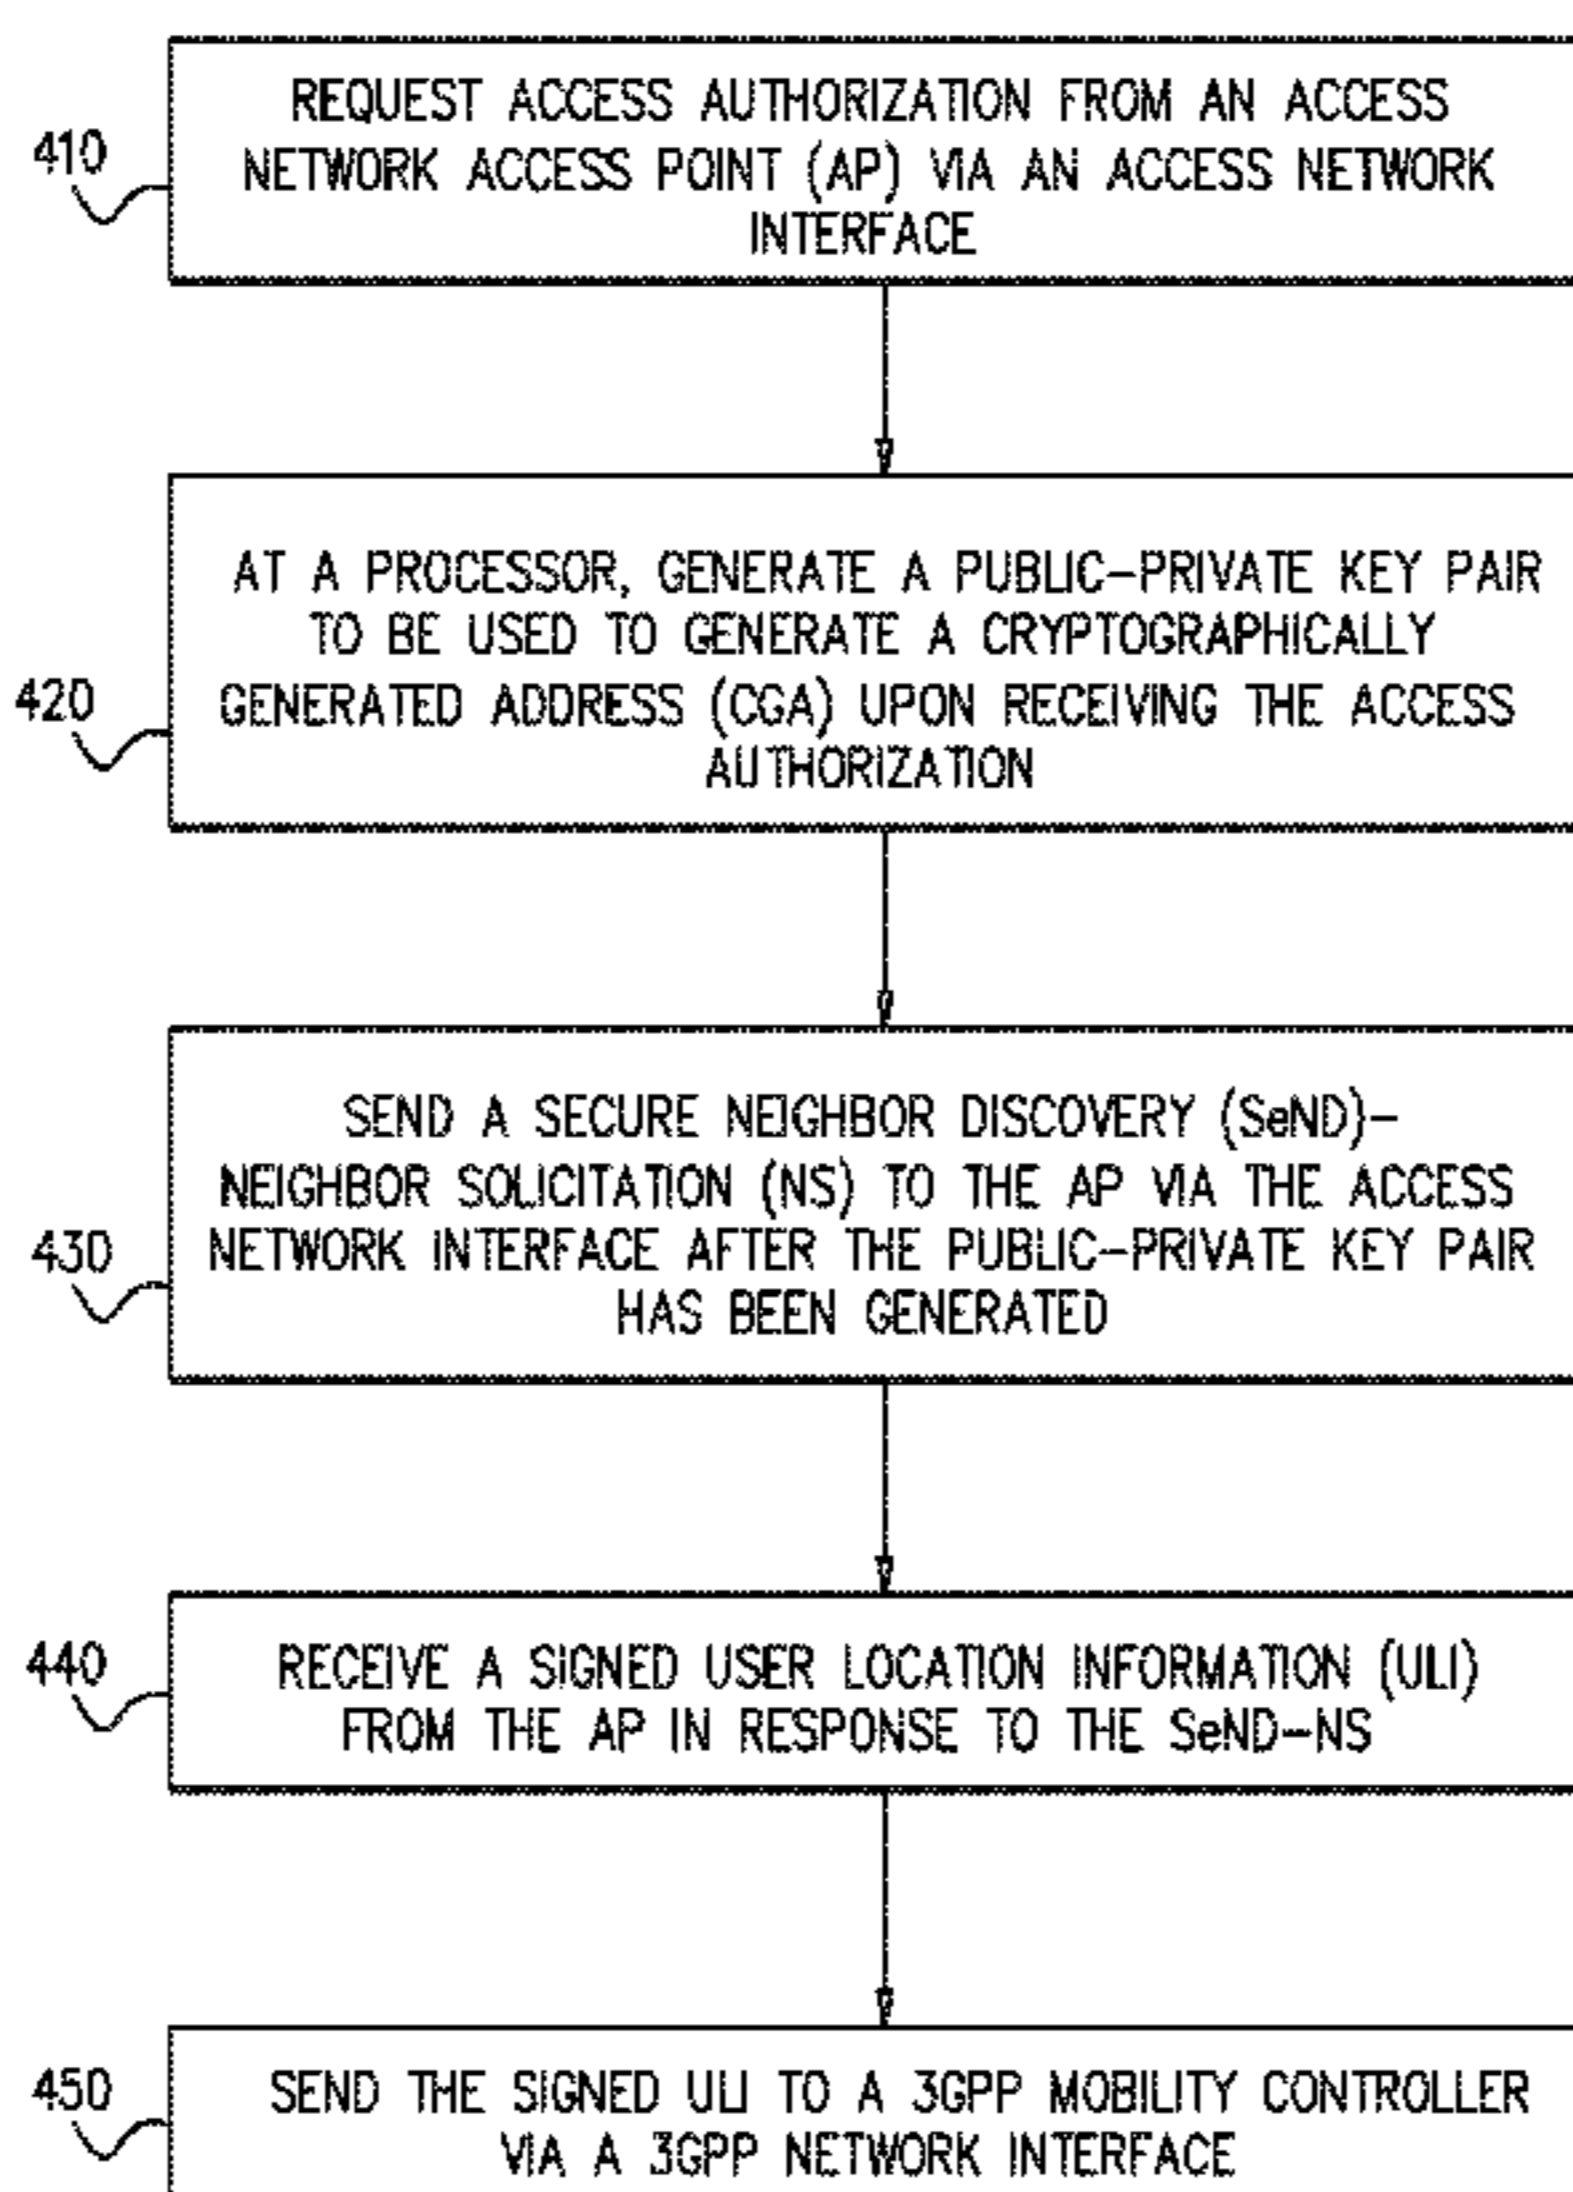 REQUEST ACCESS AUTHORIZATION FROM AN ACCESS
410
NETWORK ACCESS POINT (AP) VIA AN ACCESS NETWORK
INTERFACE
AT A PROCESSOR, GENERATE A PUBLIC-PRIVATE KEY PAIR
TO BE USED TO GENERATE A CRYPTOGRAPHICALLY
420
GENERATED ADDRESS (CGA) UPON RECEIVING THE ACCESS
AUTHORIZATION
SEND A SECURE NEIGHBOR DISCOVERY (SeND)-
NEIGHBOR SOLICITATION (NS) TO THE AP VIA THE ACCESS
430
NETWORK INTERFACE AFTER THE PUBLIC-PRIVATE KEY PAIR
HAS BEEN GENERATED
440
RECEIVE A SIGNED USER LOCATION INFORMATION (ULI)
FROM THE AP IN RESPONSE TO THE SeND-NS
450
SEND THE SIGNED ULI TO A 3GPP MOBILITY CONTROLLER
VIA A 3GPP NETWORK INTERFACE